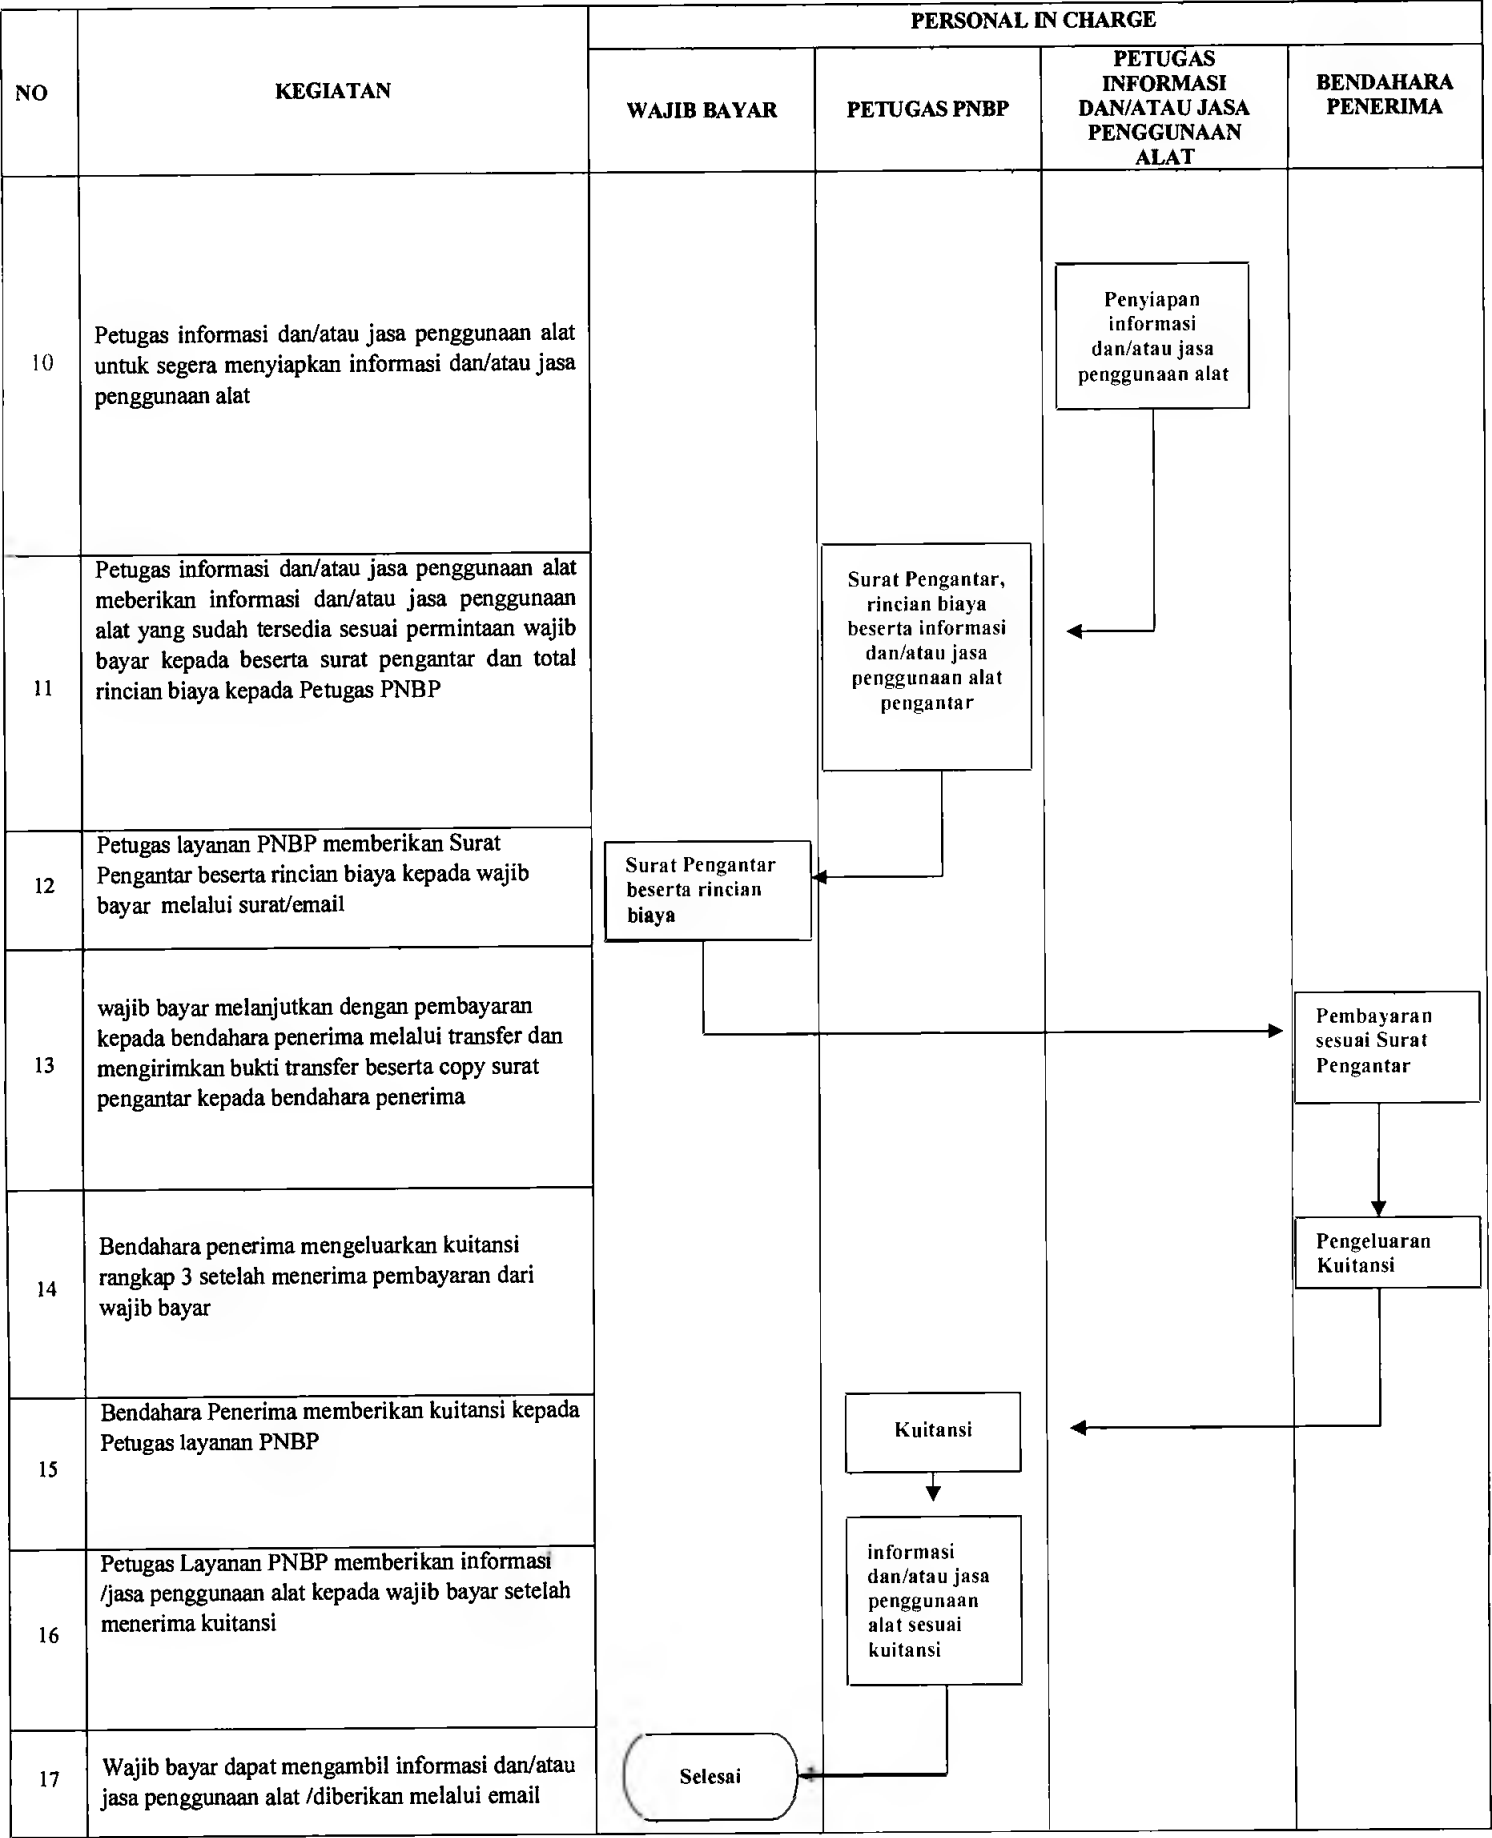 NO
KEGIATAN
PERSONAL IN CHARGE
WAJIB BAYAR
PETUGAS PNBP
PETUGAS
INFORMASI
DAN/ATAU JASA
PENGGUNAAN
ALAT
BENDAHARA
PENERIMA
10
Petugas informasi dan/atau jasa penggunaan alat
untuk segera menyiapkan informasi dan/atau jasa
penggunaan alat
Penyiapan
informasi
dan/atau jasa
penggunaan alat
11
Petugas informasi dan/atau jasa penggunaan alat
meberikan informasi dan/atau jasa penggunaan
alat yang sudah tersedia sesuai permintaan wajib
bayar kepada beserta surat pengantar dan total
rincian biaya kepada Petugas PNBP
Surat Pengantar,
rincian biaya
beserta informasi
dan/atau jasa
penggunaan alat
pengantar
12
Petugas layanan PNBP memberikan Surat
Pengantar beserta rincian biaya kepada wajib
bayar melalui surat/email
Surat Pengantar
beserta rincian
biaya
13
wajib bayar melanjutkan dengan pembayaran
kepada bendahara penerima melalui transfer dan
mengirimkan bukti transfer beserta copy surat
pengantar kepada bendahara penerima
Pembayaran
sesuai Surat
Pengantar
14
Bendahara penerima mengeluarkan kuitansi
rangkap 3 setelah menerima pembayaran dari
wajib bayar
Pengeluaran
Kuitansi
15
Bendahara Penerima memberikan kuitansi kepada
Petugas layanan PNBP
Kuitansi
16
Petugas Layanan PNBP memberikan informasi
/jasa penggunaan alat kepada wajib bayar setelah
menerima kuitansi
informasi
dan/atau jasa
penggunaan
alat sesuai
kuitansi
17
Wajib bayar dapat mengambil informasi dan/atau
jasa penggunaan alat /diberikan melalui email
Selesai